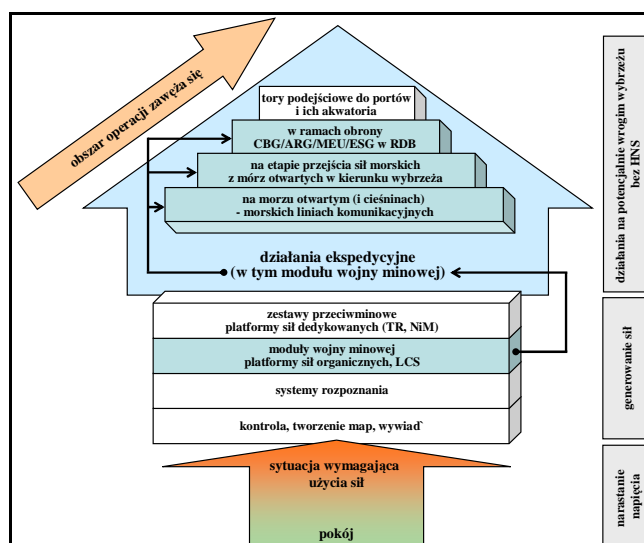 obszar operacji zawęża się
tory podejściowe do portów
i ich akwatoria
w ramach obrony
CBG/ARG/MEU/ESG w RDB
na etapie przejścia sił morskich
z mórz otwartych w kierunku wybrzeża
na morzu otwartym (i cieśninach)
- morskich liniach komunikacyjnych
działania ekspedycyjne
(w tym modułu wojny minowej)
zestawy przeciwminowe
platformy sił dedykowanych (TR, NiM)
moduły wojny minowej
platformy sił organicznych, LCS
systemy rozpoznania
kontrola, tworzenie map, wywiad`
sytuacja wymagająca
użycia sił
pokój
działania na potencjalnie wrogim wybrzeżu
bez HNS
generowanie sił
narastanie
napięcia